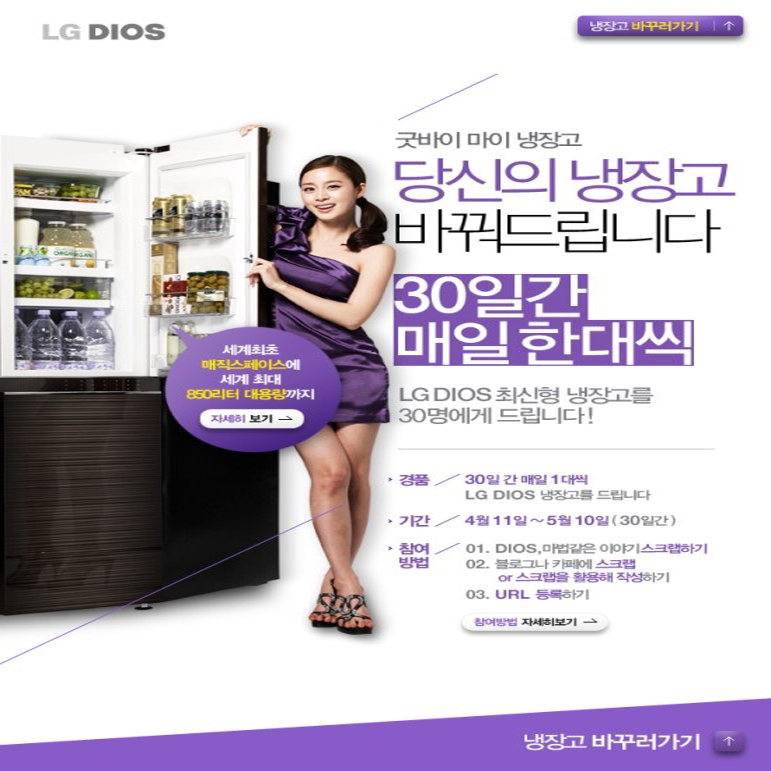 LG DIOS
냉장고 바꾸러가기
굿바이 마이 냉장고
당신의 냉장고
바꿔드립니다
30일간
매일 한대씩
LG DIOS 최신형 냉장고를
30명에게 드립니다!
세계최초
매직스페이스에
세계 최대
850리터 대용량까지
자세히 보기
경품
30일 간 매일 1대씩
LG DIOS 냉장고를 드립니다
기간
4월 11일 ~ 5월 10일 ( 30일간 )
참여
방법
01. DIOS,마법같은 이야기스크랩하기
02. 블로그나 카페에 스크랩
or 스크랩을 활용해 작성하기
03. URL 등록하기
참여방법 자세히보기
냉장고 바꾸러가기